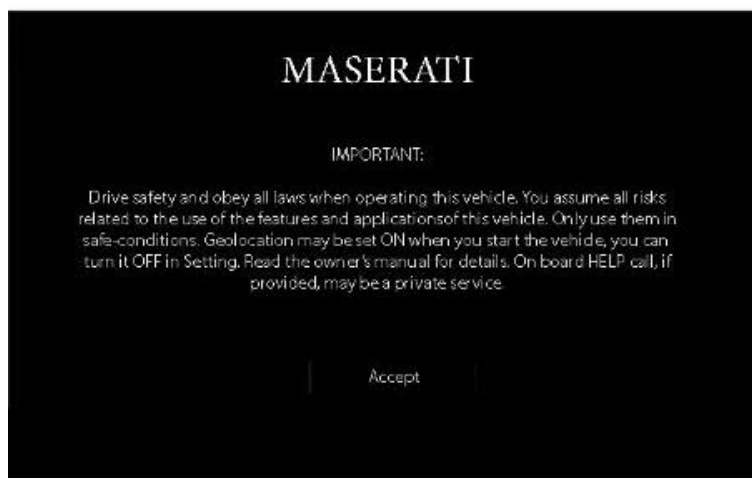 MASERATI
IMPORTANT:
Drive safety and obey all laws when operating this vehicle. You assume all risks
related to the use of the features and applicationsof this vehicle. Only use them in
safe-conditions. Geolocation may be set ON when you start the vehicle, you can
turn it OFF in Setting. Read the owner's manual for details. On board HELP call, if
provided, may be a private service
Accept